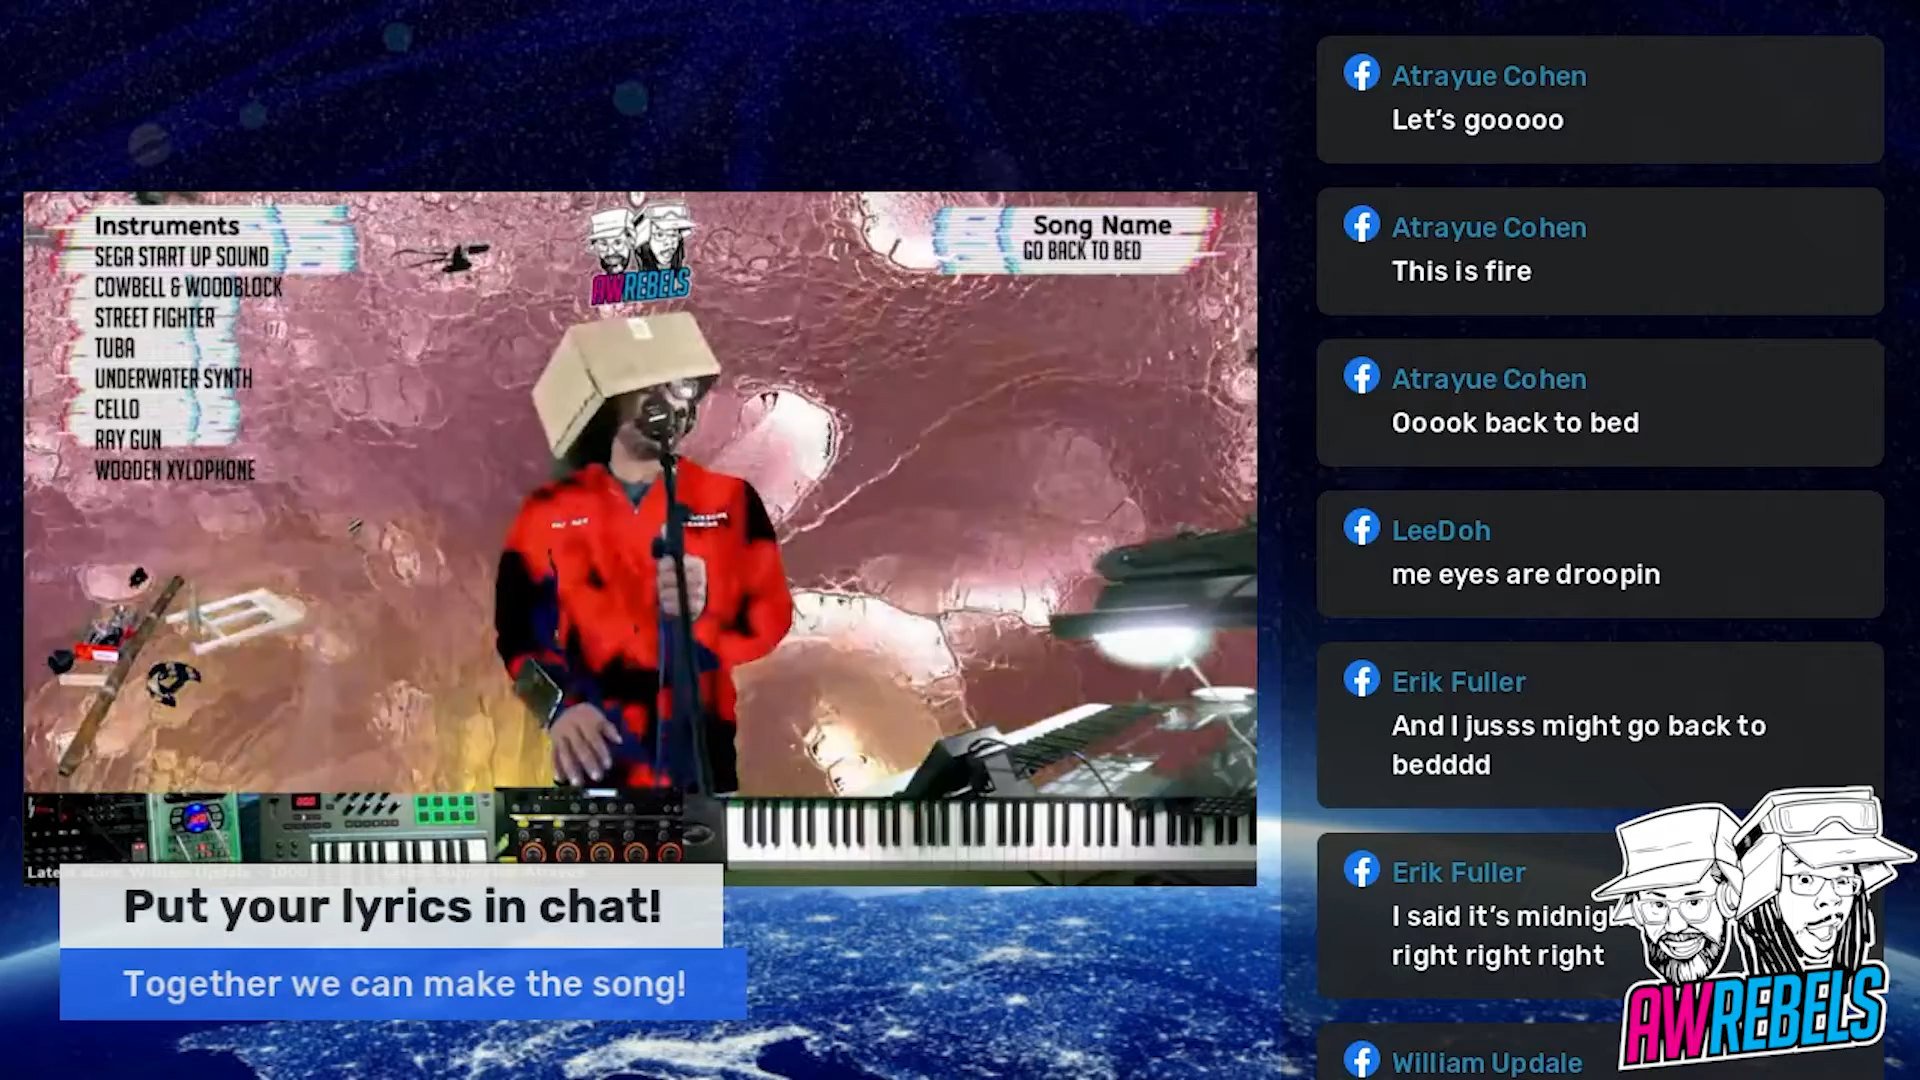 Instruments
SEGA START UP SOUND
COWBELL & WOODBLOCK
STREET FIGHTER
TUBA
UNDERWATER SYNTH
CELLO
RAY GUN
WOODEN XYLOPHONE
AWREBELS
Song Name
GO BACK TO BED
Put your lyrics in chat!
Together we can make the song!
Atrayue Cohen
Let's gooooo
Atrayue Cohen
This is fire
Atrayue Cohen
Ooook back to bed
LeeDoh
me eyes are droopin
Erik Fuller
And I jusss might go back to
bedddd
Erik Fuller
I said it's
right right right
William Updale
AWREBELS